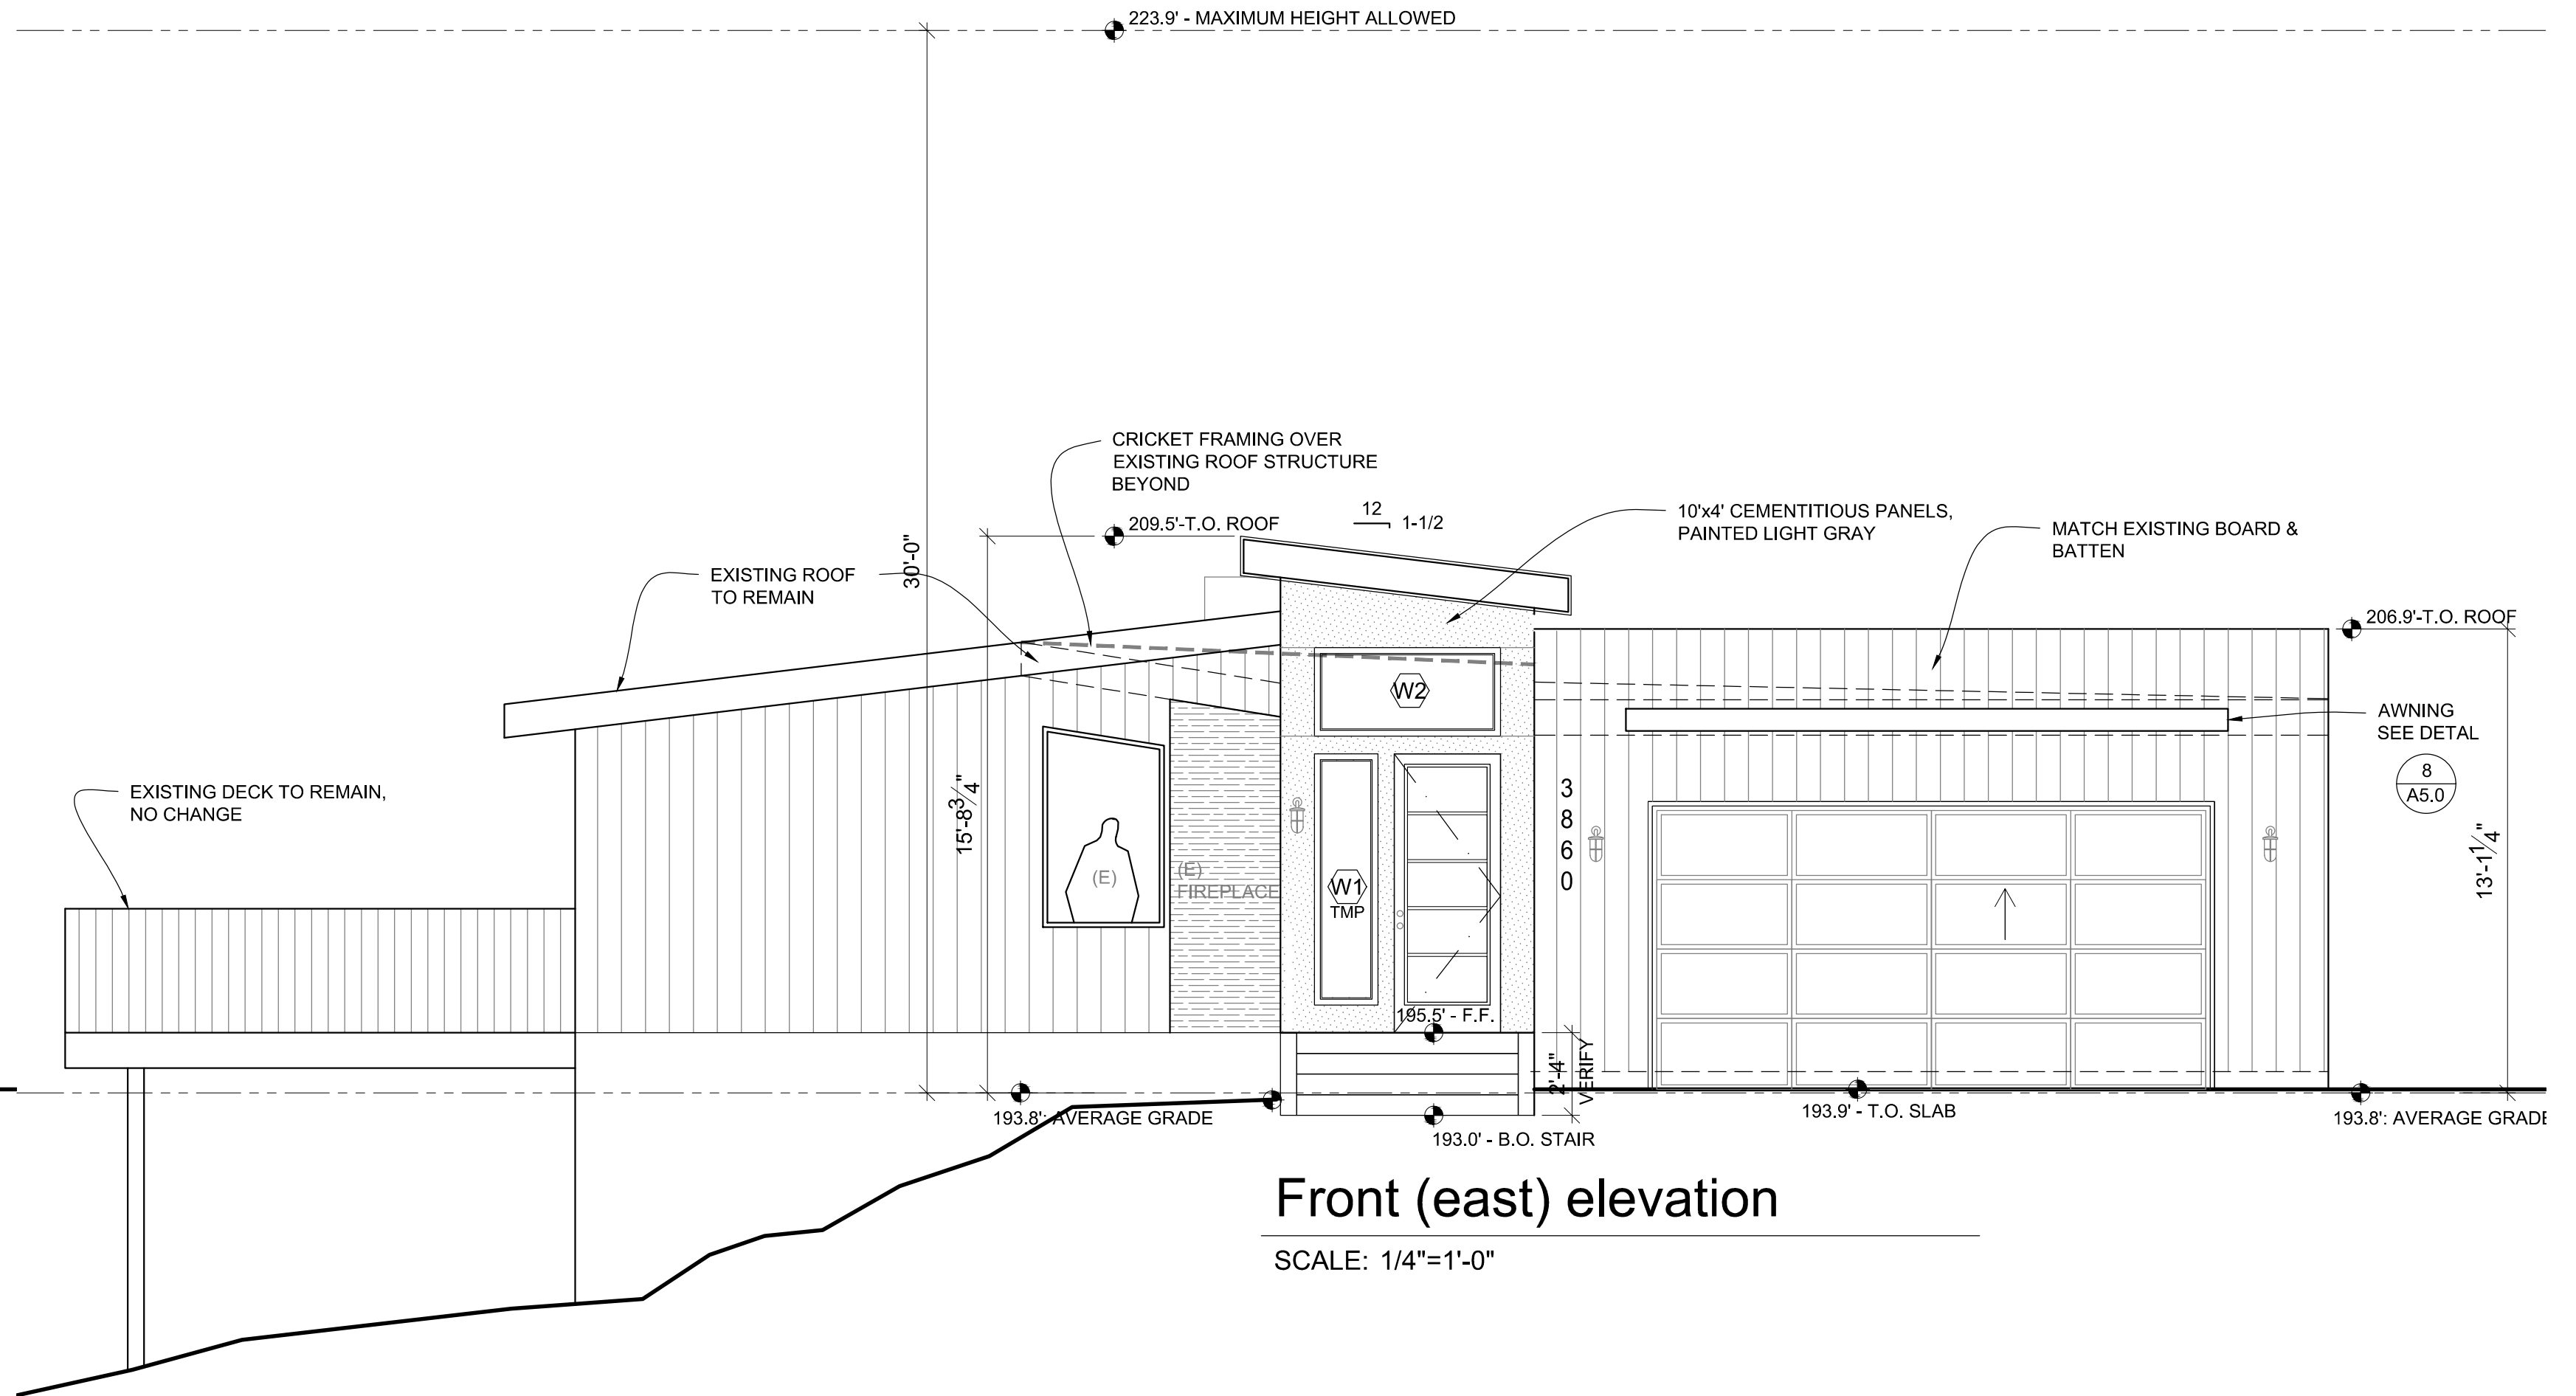 223.9' - MAXIMUM HEIGHT ALLOWED
CRICKET FRAMING OVER
EXISTING ROOF STRUCTURE
BEYOND
12
1-1/2
209.5'-T.O. ROOF
10'x4' CEMENTITIOUS PANELS,
PAINTED LIGHT GRAY
MATCH EXISTING BOARD &
BATTEN
30'-0"
EXISTING ROOF
TO REMAIN
206.9'-T.O. ROOF
W2
AWNING
SEE DETAL
8
A5.0
EXISTING DECK TO REMAIN,
NO CHANGE
15'-8 3/4"
3
8
6
0
13'-1 1/4"
(E)
(E)
FIREPLACE
W1
TMP
195.5' - F.F.
2'-4"
VERIFY
193.8': AVERAGE GRADE
193.0' - B.O. STAIR
193.9' - T.O. SLAB
193.8': AVERAGE GRADE
Front (east) elevation
SCALE: 1/4"=1'-0"